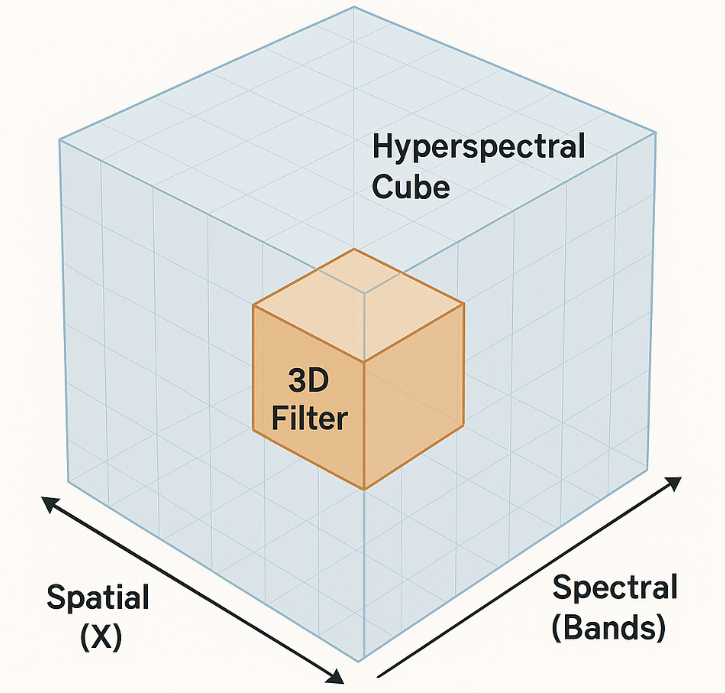 Hyperspectral
Cube
3D
Filter
Spatial
(X)
Spectral
(Bands)